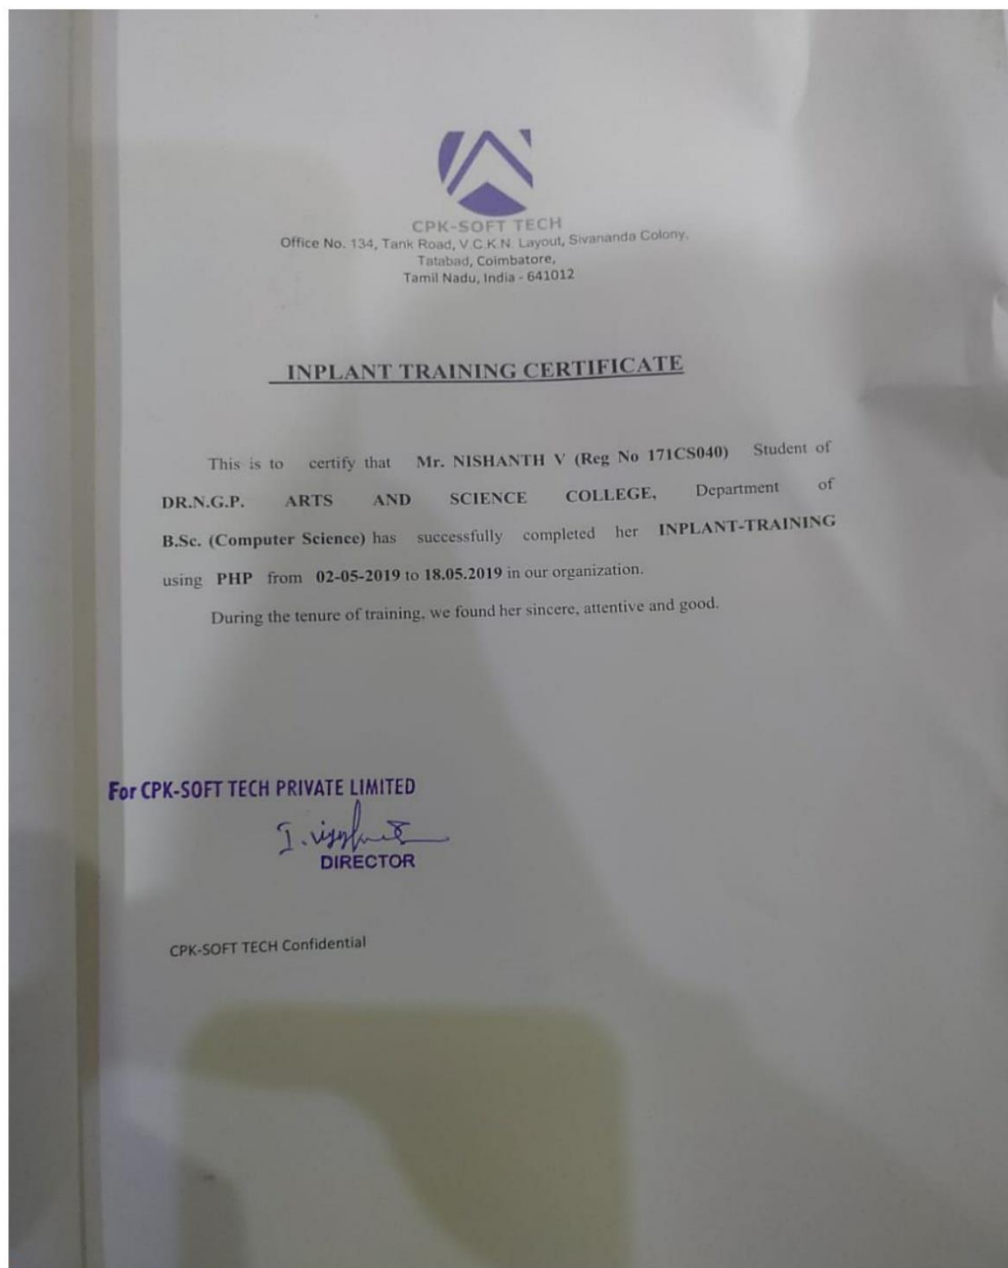 CPK-SOFT TECH
Office No. 134, Tank Road, V.C.K.N. Layout, Sivananda Colony,
Tatabad, Coimbatore,
Tamil Nadu, India - 641012
INPLANT TRAINING CERTIFICATE
This is to certify that Mr. NISHANTH V (Reg No 171CS040) Student of
DR.N.G.P. ARTS AND SCIENCE COLLEGE, Department of
B.Sc. (Computer Science) has successfully completed her INPLANT-TRAINING
using PHP from 02-05-2019 to 18.05.2019 in our organization.
During the tenure of training, we found her sincere, attentive and good.
For CPK-SOFT TECH PRIVATE LIMITED
DIRECTOR
CPK-SOFT TECH Confidential